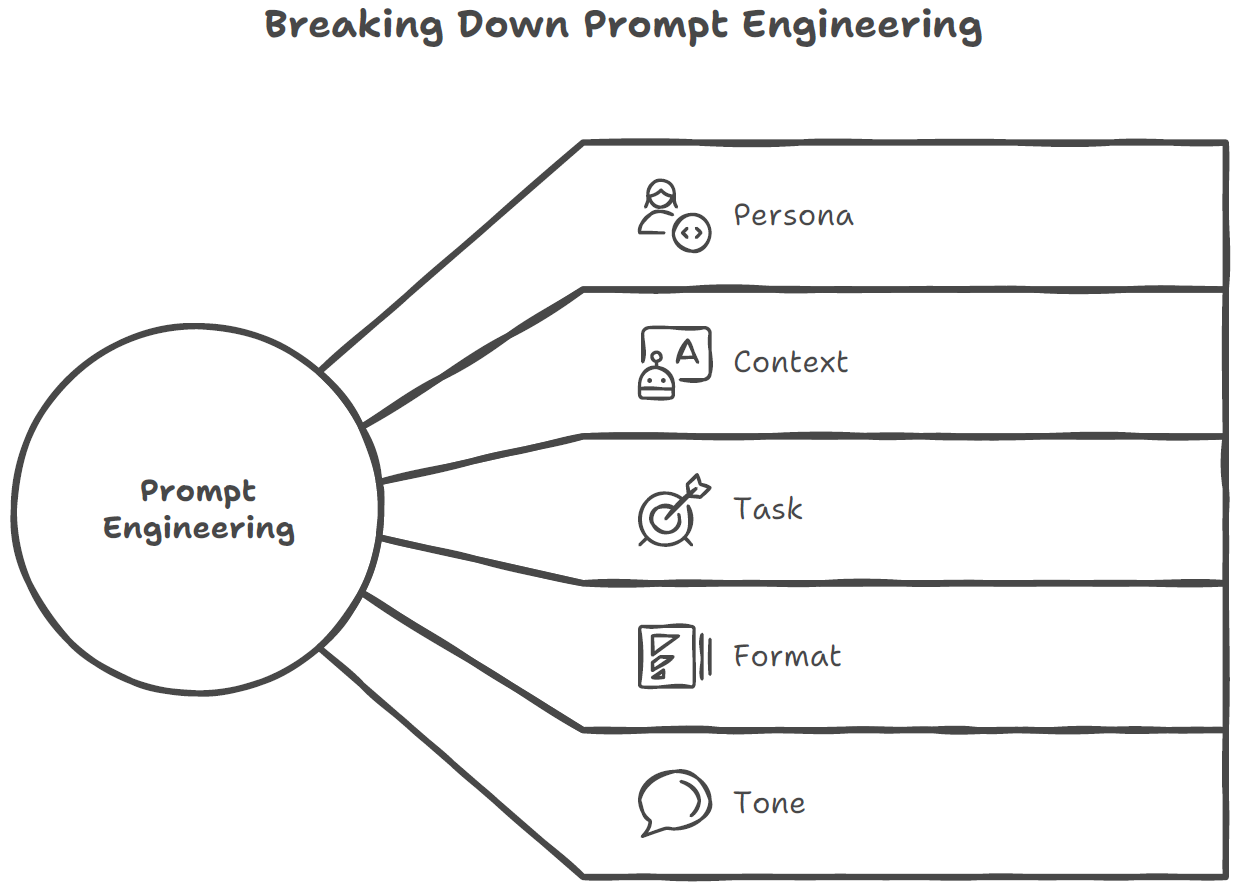 Breaking Down Prompt Engineering
Prompt
Engineering
Persona
A
Context
Task
Format
Tone